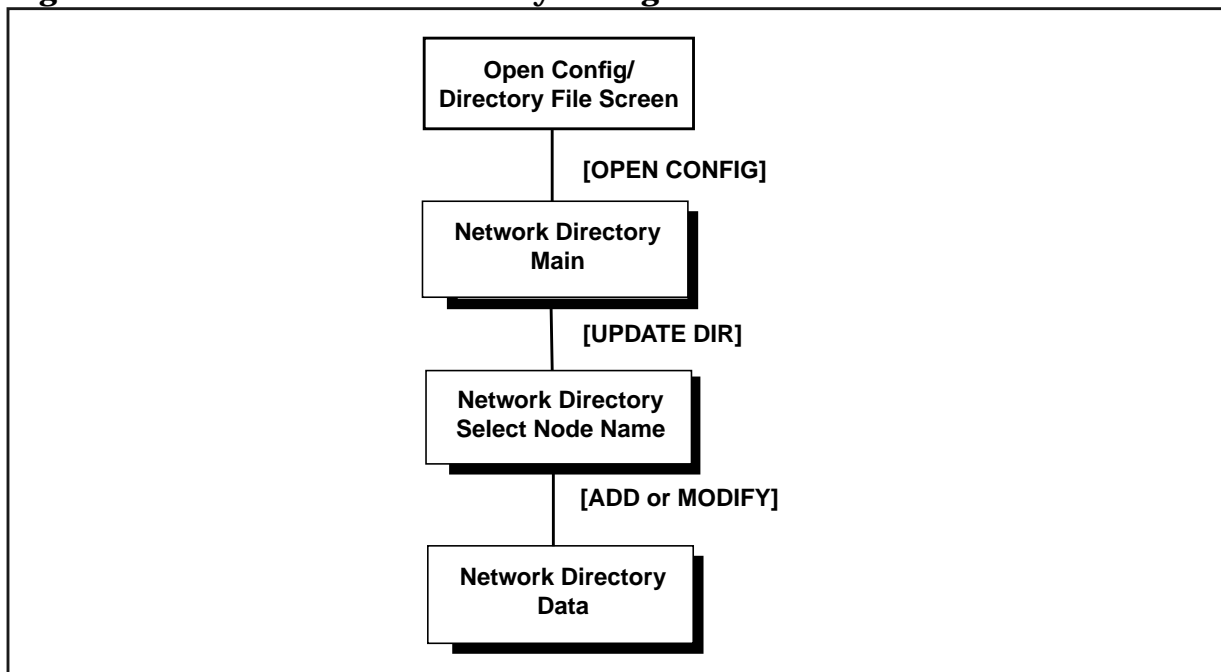 Open Config/
Directory File Screen
[OPEN CONFIG]
Network Directory
Main
[UPDATE DIR]
Network Directory
Select Node Name
[ADD or MODIFY]
Network Directory
Data